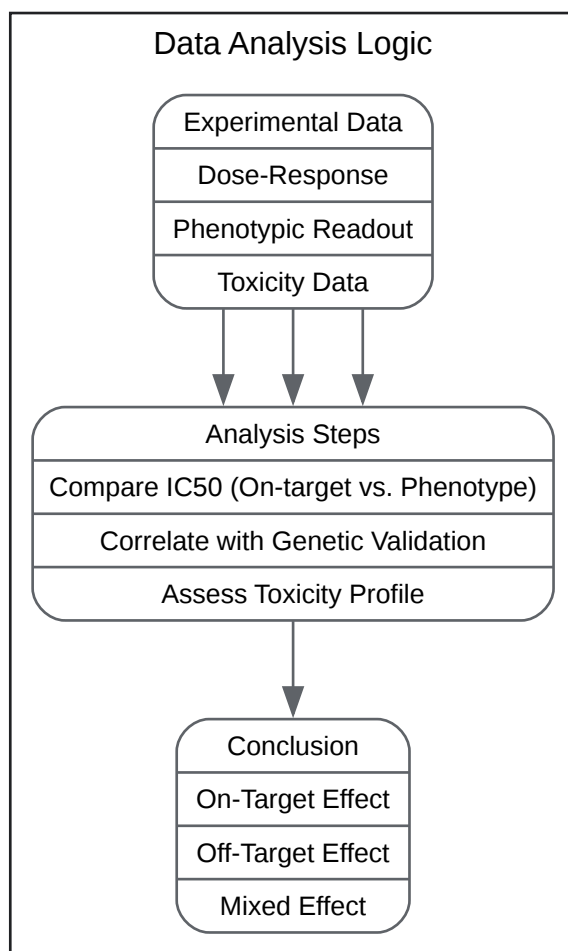 Data Analysis Logic
Experimental Data
Dose-Response
Phenotypic Readout
Toxicity Data
Analysis Steps
Compare IC50 (On-target vs. Phenotype)
Correlate with Genetic Validation
Assess Toxicity Profile
Conclusion
On-Target Effect
Off-Target Effect
Mixed Effect